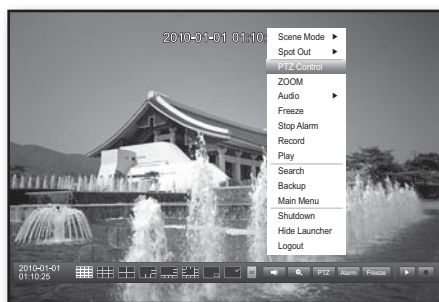 2010-01-01 01:10:
Scene Mode
Spot Out
PTZ Control
ZOOM
Audio
Freeze
Stop Alarm
Record
Play
Search
Backup
Main Menu
Shutdown
Hide Launcher
Logout
2010-01-01
01:10:25
PTZ Alarm Freeze